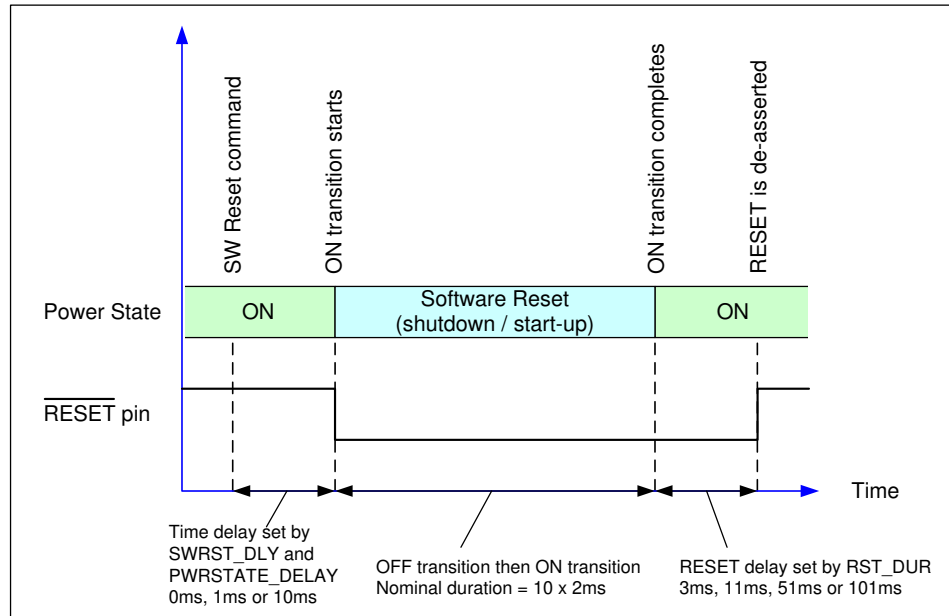 SW Reset command
ON transition starts
ON transition completes
RESET is de-asserted
Power State
ON
Software Reset
(shutdown / start-up)
ON
RESET pin
Time
Time delay set by
SWRST_DLY and
PWRSTATE_DELAY
0ms, 1ms or 10ms
OFF transition then ON transition
Nominal duration = 10 x 2ms
RESET delay set by RST_DUR
3ms, 11ms, 51ms or 101ms